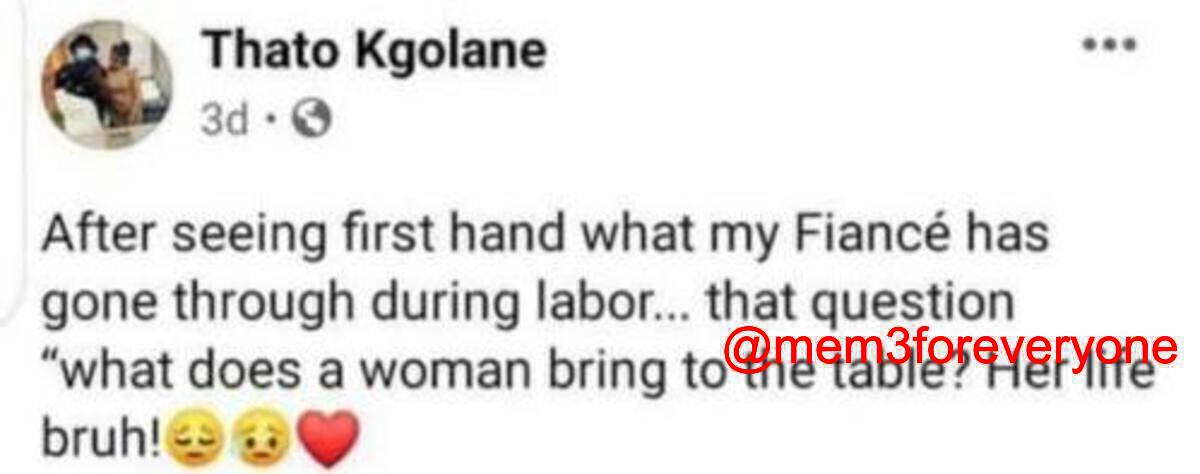 Thato Kgolane
3d •
After seeing first hand what my Fiancé has
gone through during labor... that question
“what does a woman bring to the table? Her life
bruh!😔😥❤️
@mem3foreveryone